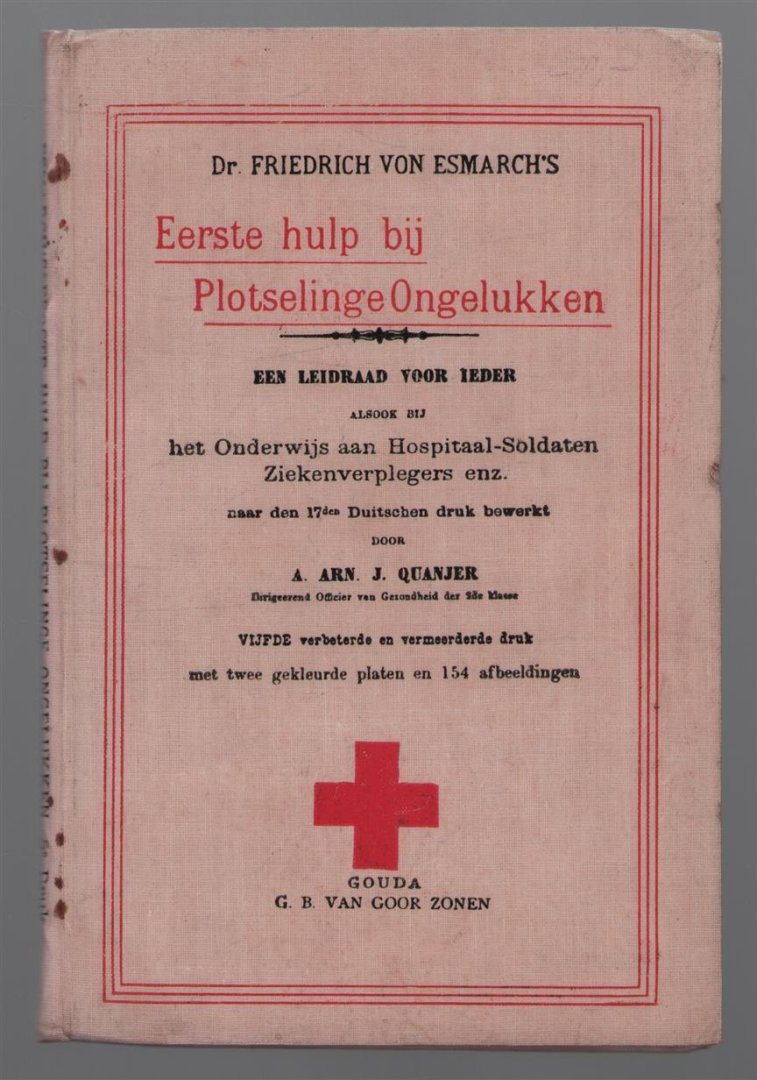 Dr. FRIEDRICH VON ESMARCH'S
Eerste hulp bij
Plotselinge Ongelukken
EEN LEIDRAAD VOOR IEDER
ALSOOK BIJ
het Onderwijs aan Hospitaal-Soldaten
Ziekenverplegers enz.
naar den 17den Duitschen druk bewerkt
DOOR
A. ARN. J. QUANJER
Dirigeerend Officier van Gezondheid der 2de klasse
VIJFDE verbeterde en vermeerderde druk
met twee gekleurde platen en 154 afbeeldingen
GOUDA
G. B. VAN GOOR ZONEN